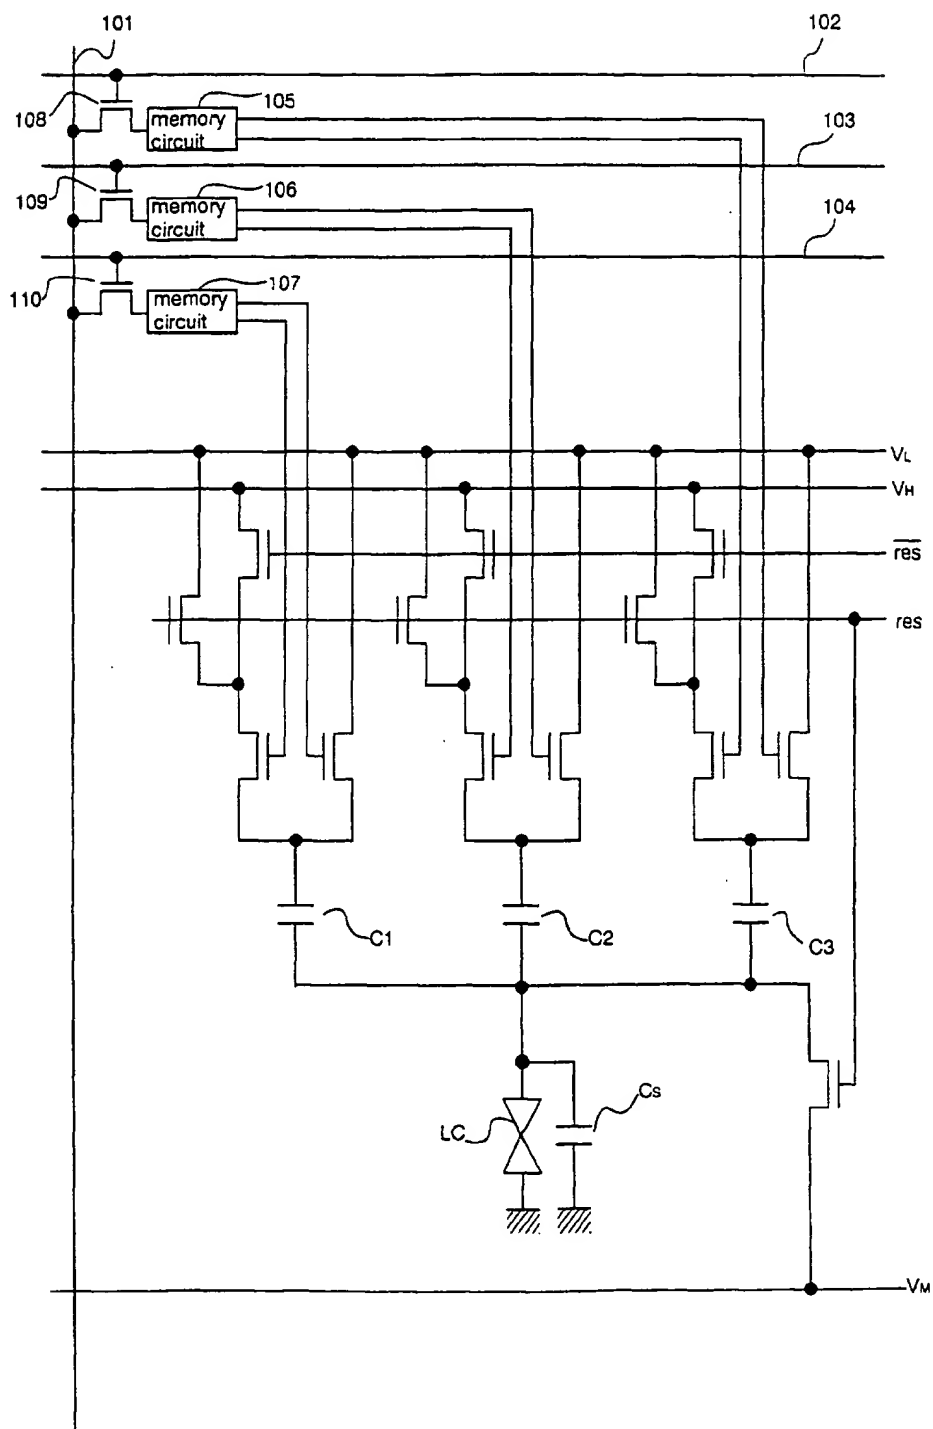 101
102
108
105
memory
circuit
103
109
106
memory
circuit
104
110
107
memory
circuit
VL
VH
r̅e̅s̅
res
C1
C2
C3
LC
Cs
VM